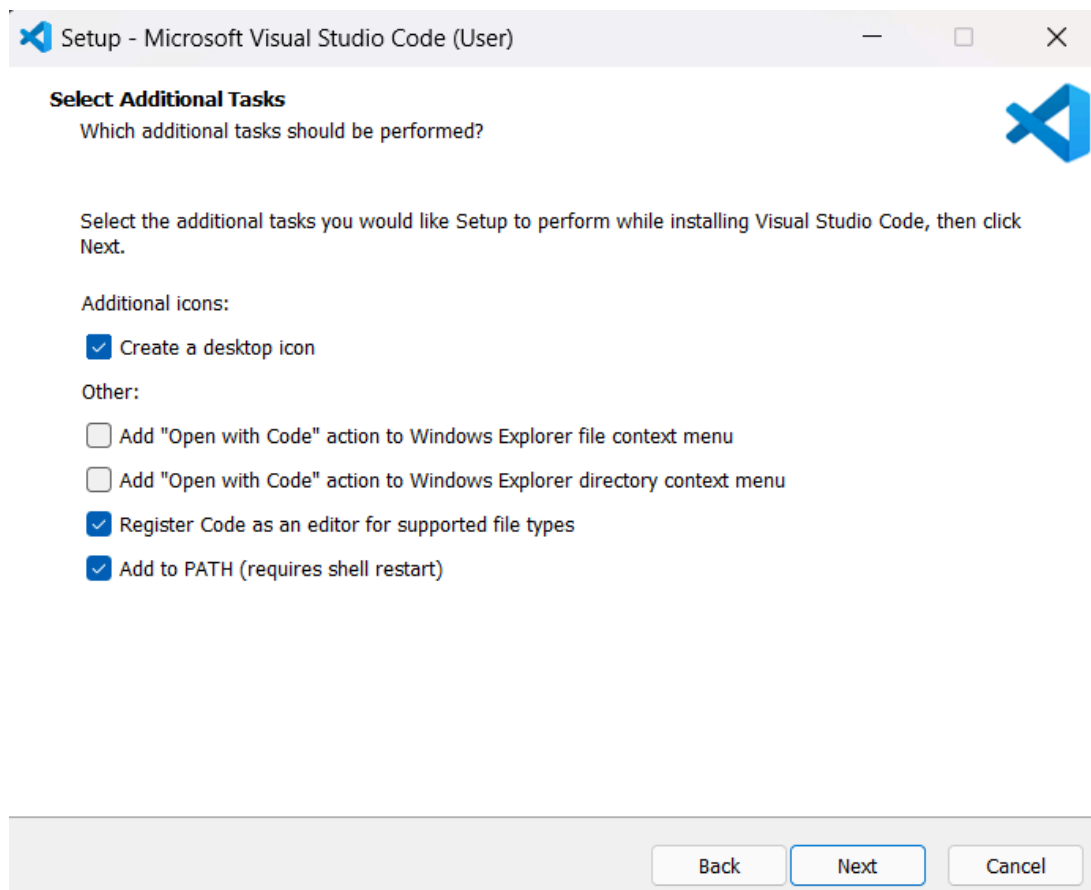 Setup - Microsoft Visual Studio Code (User)
Select Additional Tasks
Which additional tasks should be performed?
Select the additional tasks you would like Setup to perform while installing Visual Studio Code, then click
Next.
Additional icons:
Create a desktop icon
Other:
Add "Open with Code" action to Windows Explorer file context menu
Add "Open with Code" action to Windows Explorer directory context menu
Register Code as an editor for supported file types
Add to PATH (requires shell restart)
Back Next Cancel